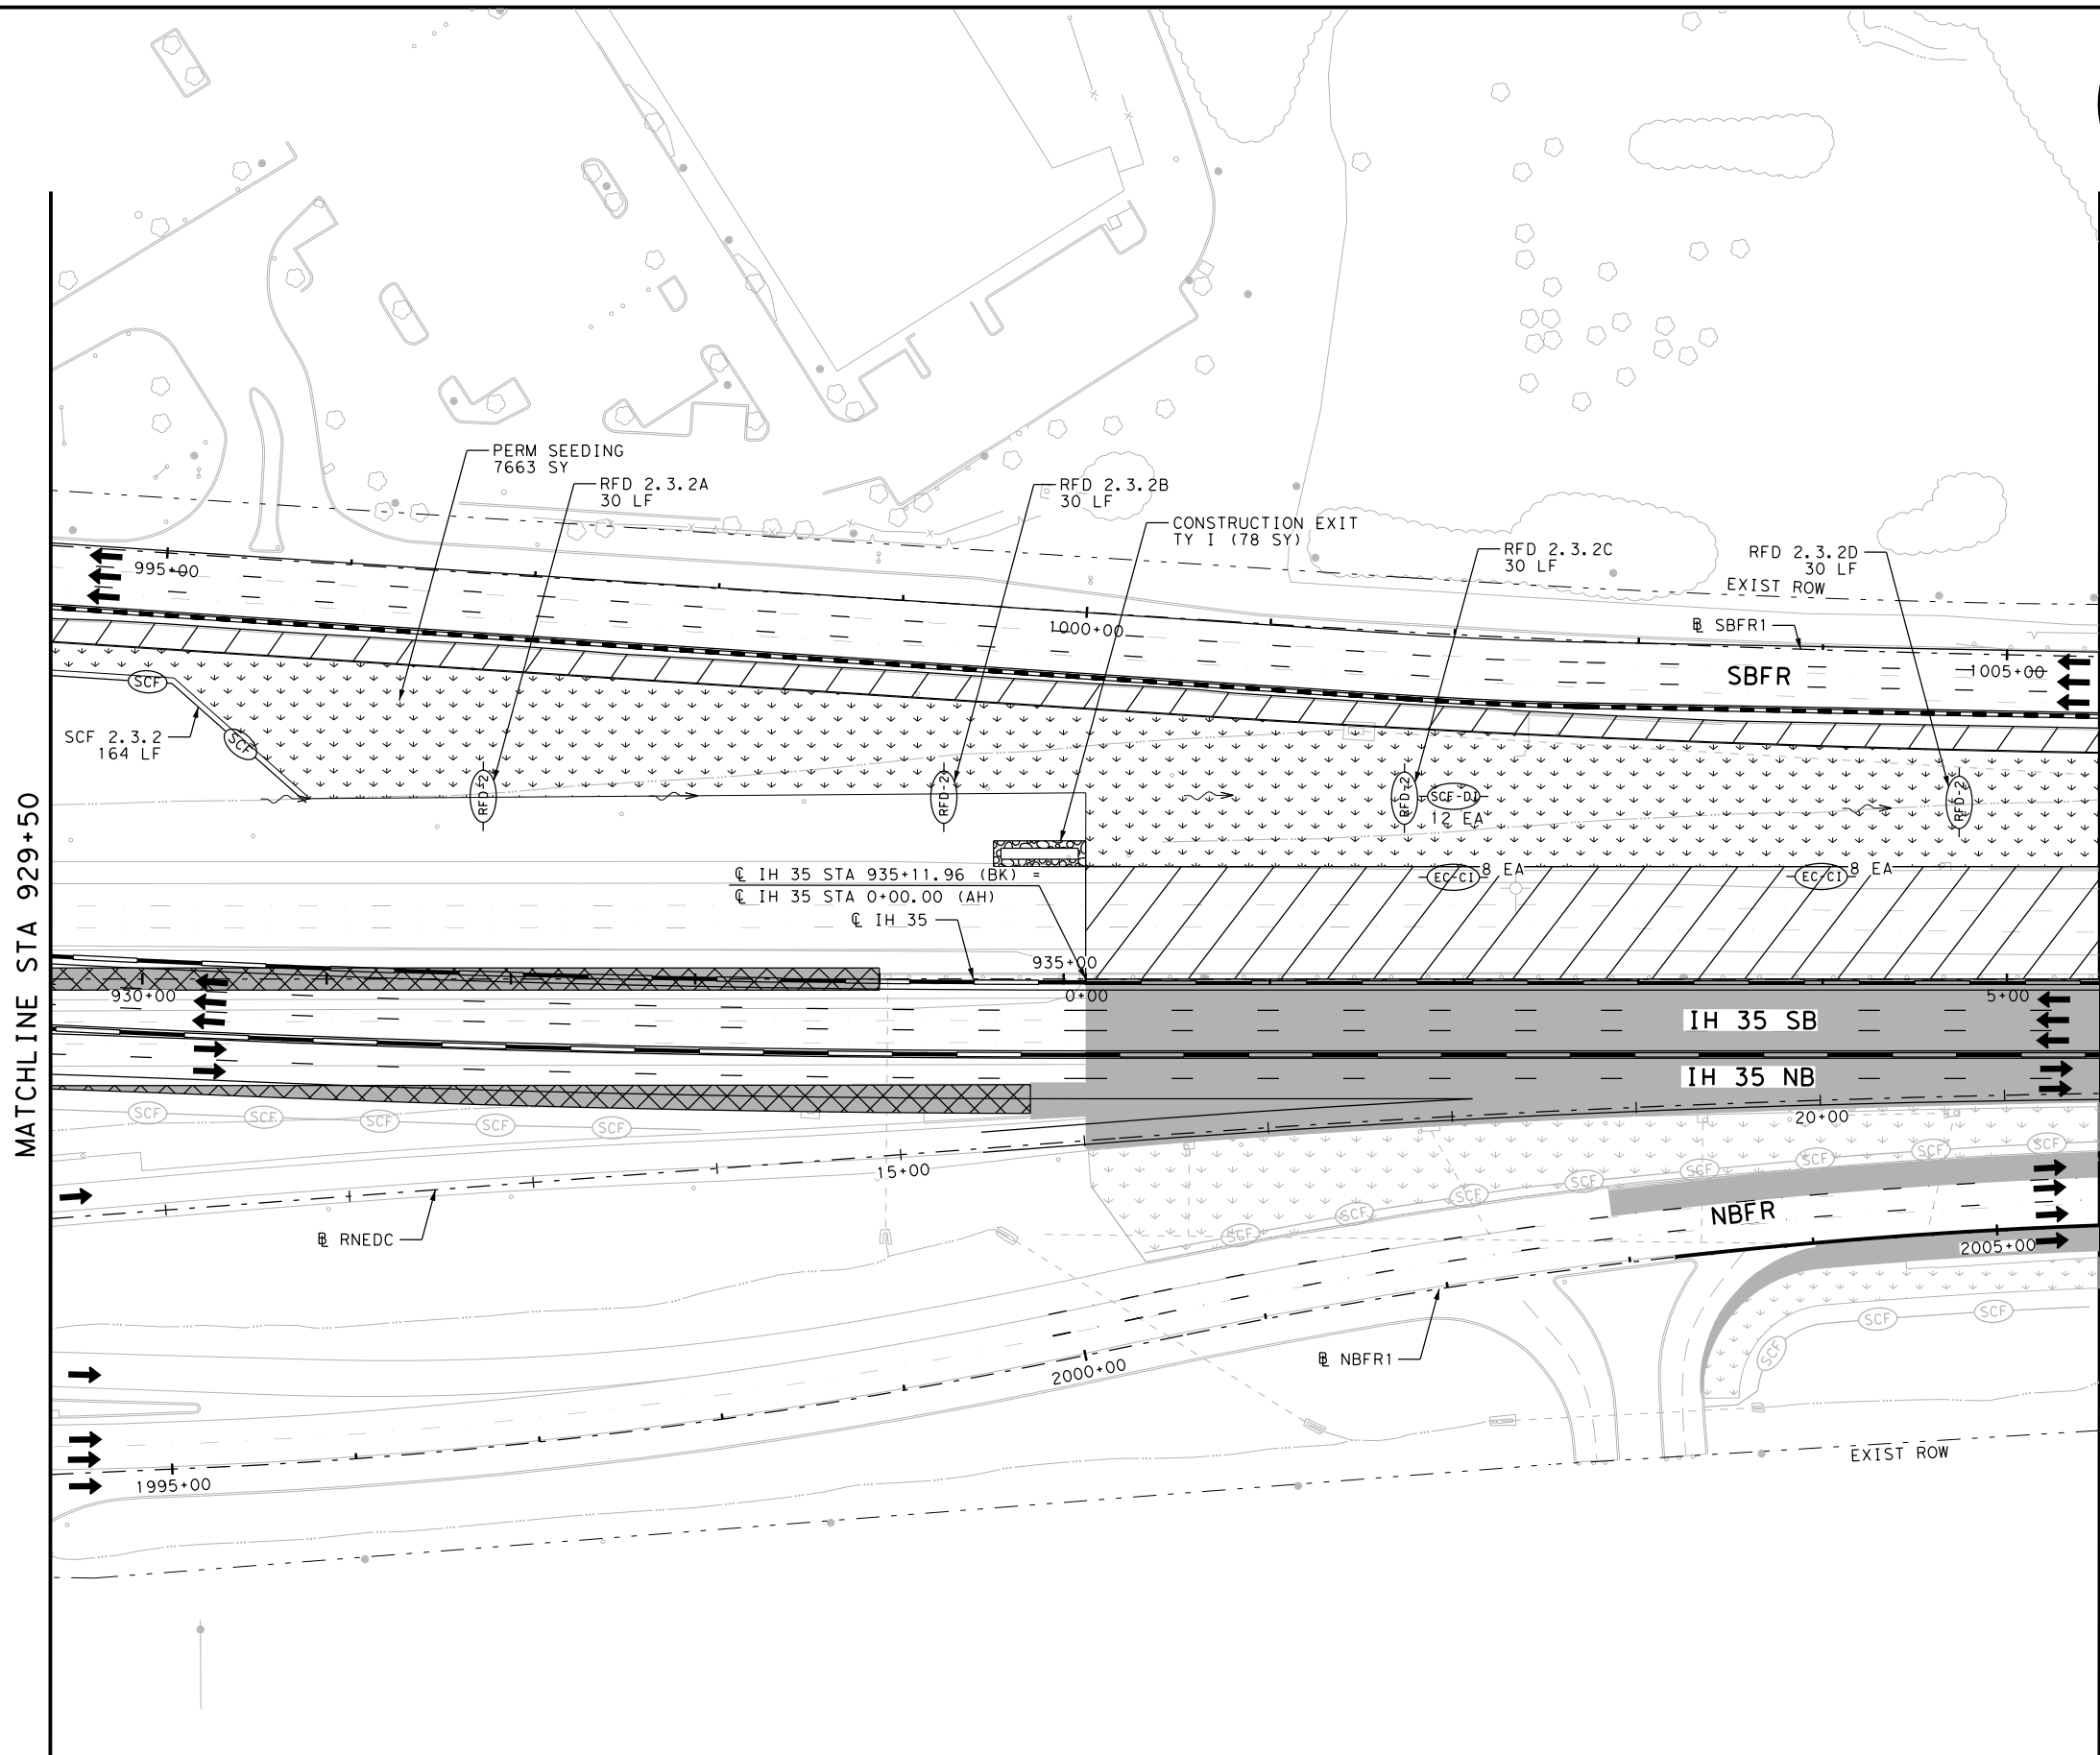 PERM SEEDING
7663 SY
RFD 2.3.2A
30 LF
RFD 2.3.2B
30 LF
CONSTRUCTION EXIT
TY I (78 SY)
RFD 2.3.2C
30 LF
RFD 2.3.2D
30 LF
EXIST ROW
995+00
1000+00
℄ SBFR1
SBFR
1005+00
SCF
SCF 2.3.2
164 LF
SCF
RFD-2
RFD-2
RFD-2
SCF-DI
12 EA
RFD-2
MATCHLINE STA 929+50
℄ IH 35 STA 935+11.96 (BK) =
℄ IH 35 STA 0+00.00 (AH)
℄ IH 35
EC-CI 8 EA
EC-CI 8 EA
935+00
930+00
0+00
5+00
IH 35 SB
IH 35 NB
SCF
SCF
SCF
SCF
SCF
20+00
15+00
SCF
SCF
SCF
SCF
SCF
SCF
SCF
SCF
NBFR
℄ RNEDC
2005+00
SCF
SCF
SCF
℄ NBFR1
2000+00
1995+00
EXIST ROW